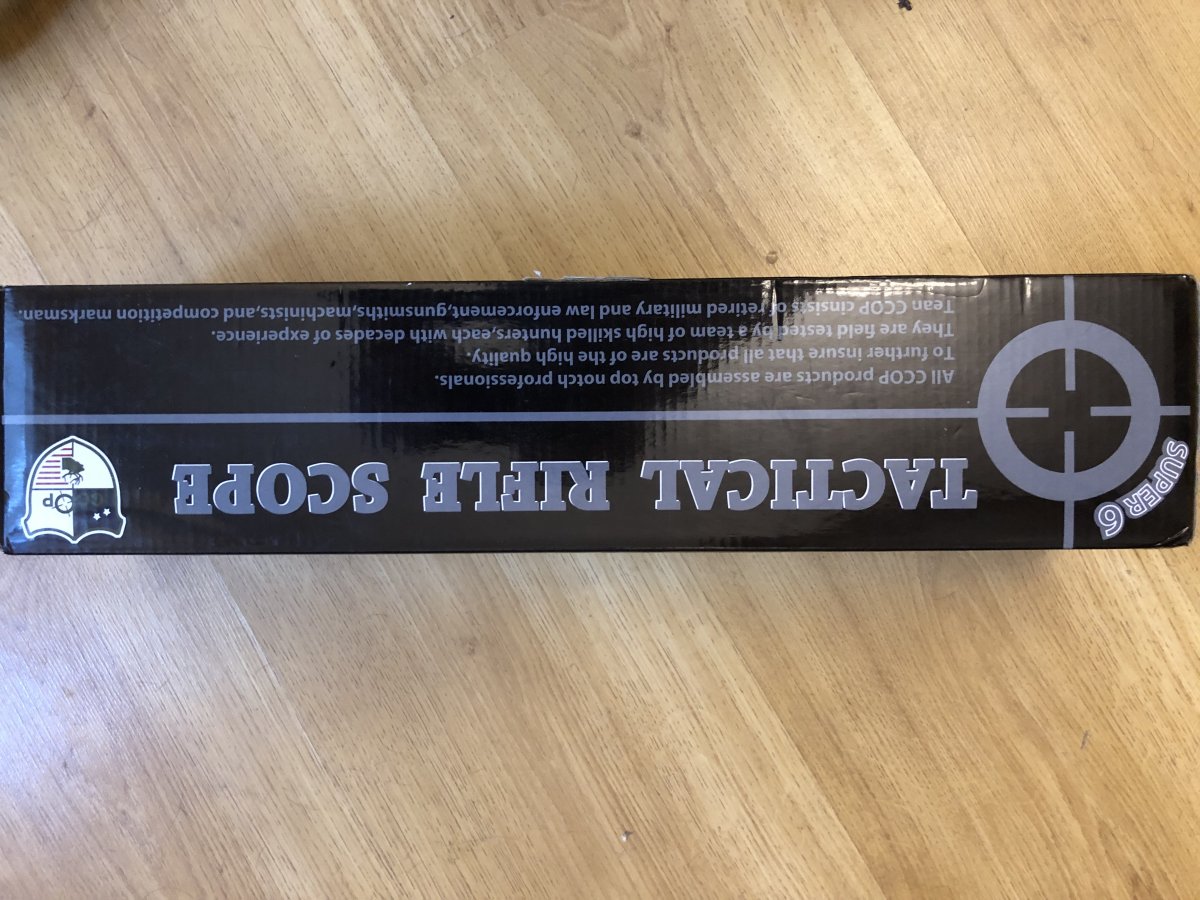 SUPER 6
TACTICAL RIFLE SCOPE
All CCOP products are assembled by top notch professionals.
To further insure that all products are of the high quality.
They are field tested by a team of high skilled hunters,each with decades of experience.
Tean CCOP cinsists of retired military and law enforcement,gunsmiths,machinists,and competition marksman.